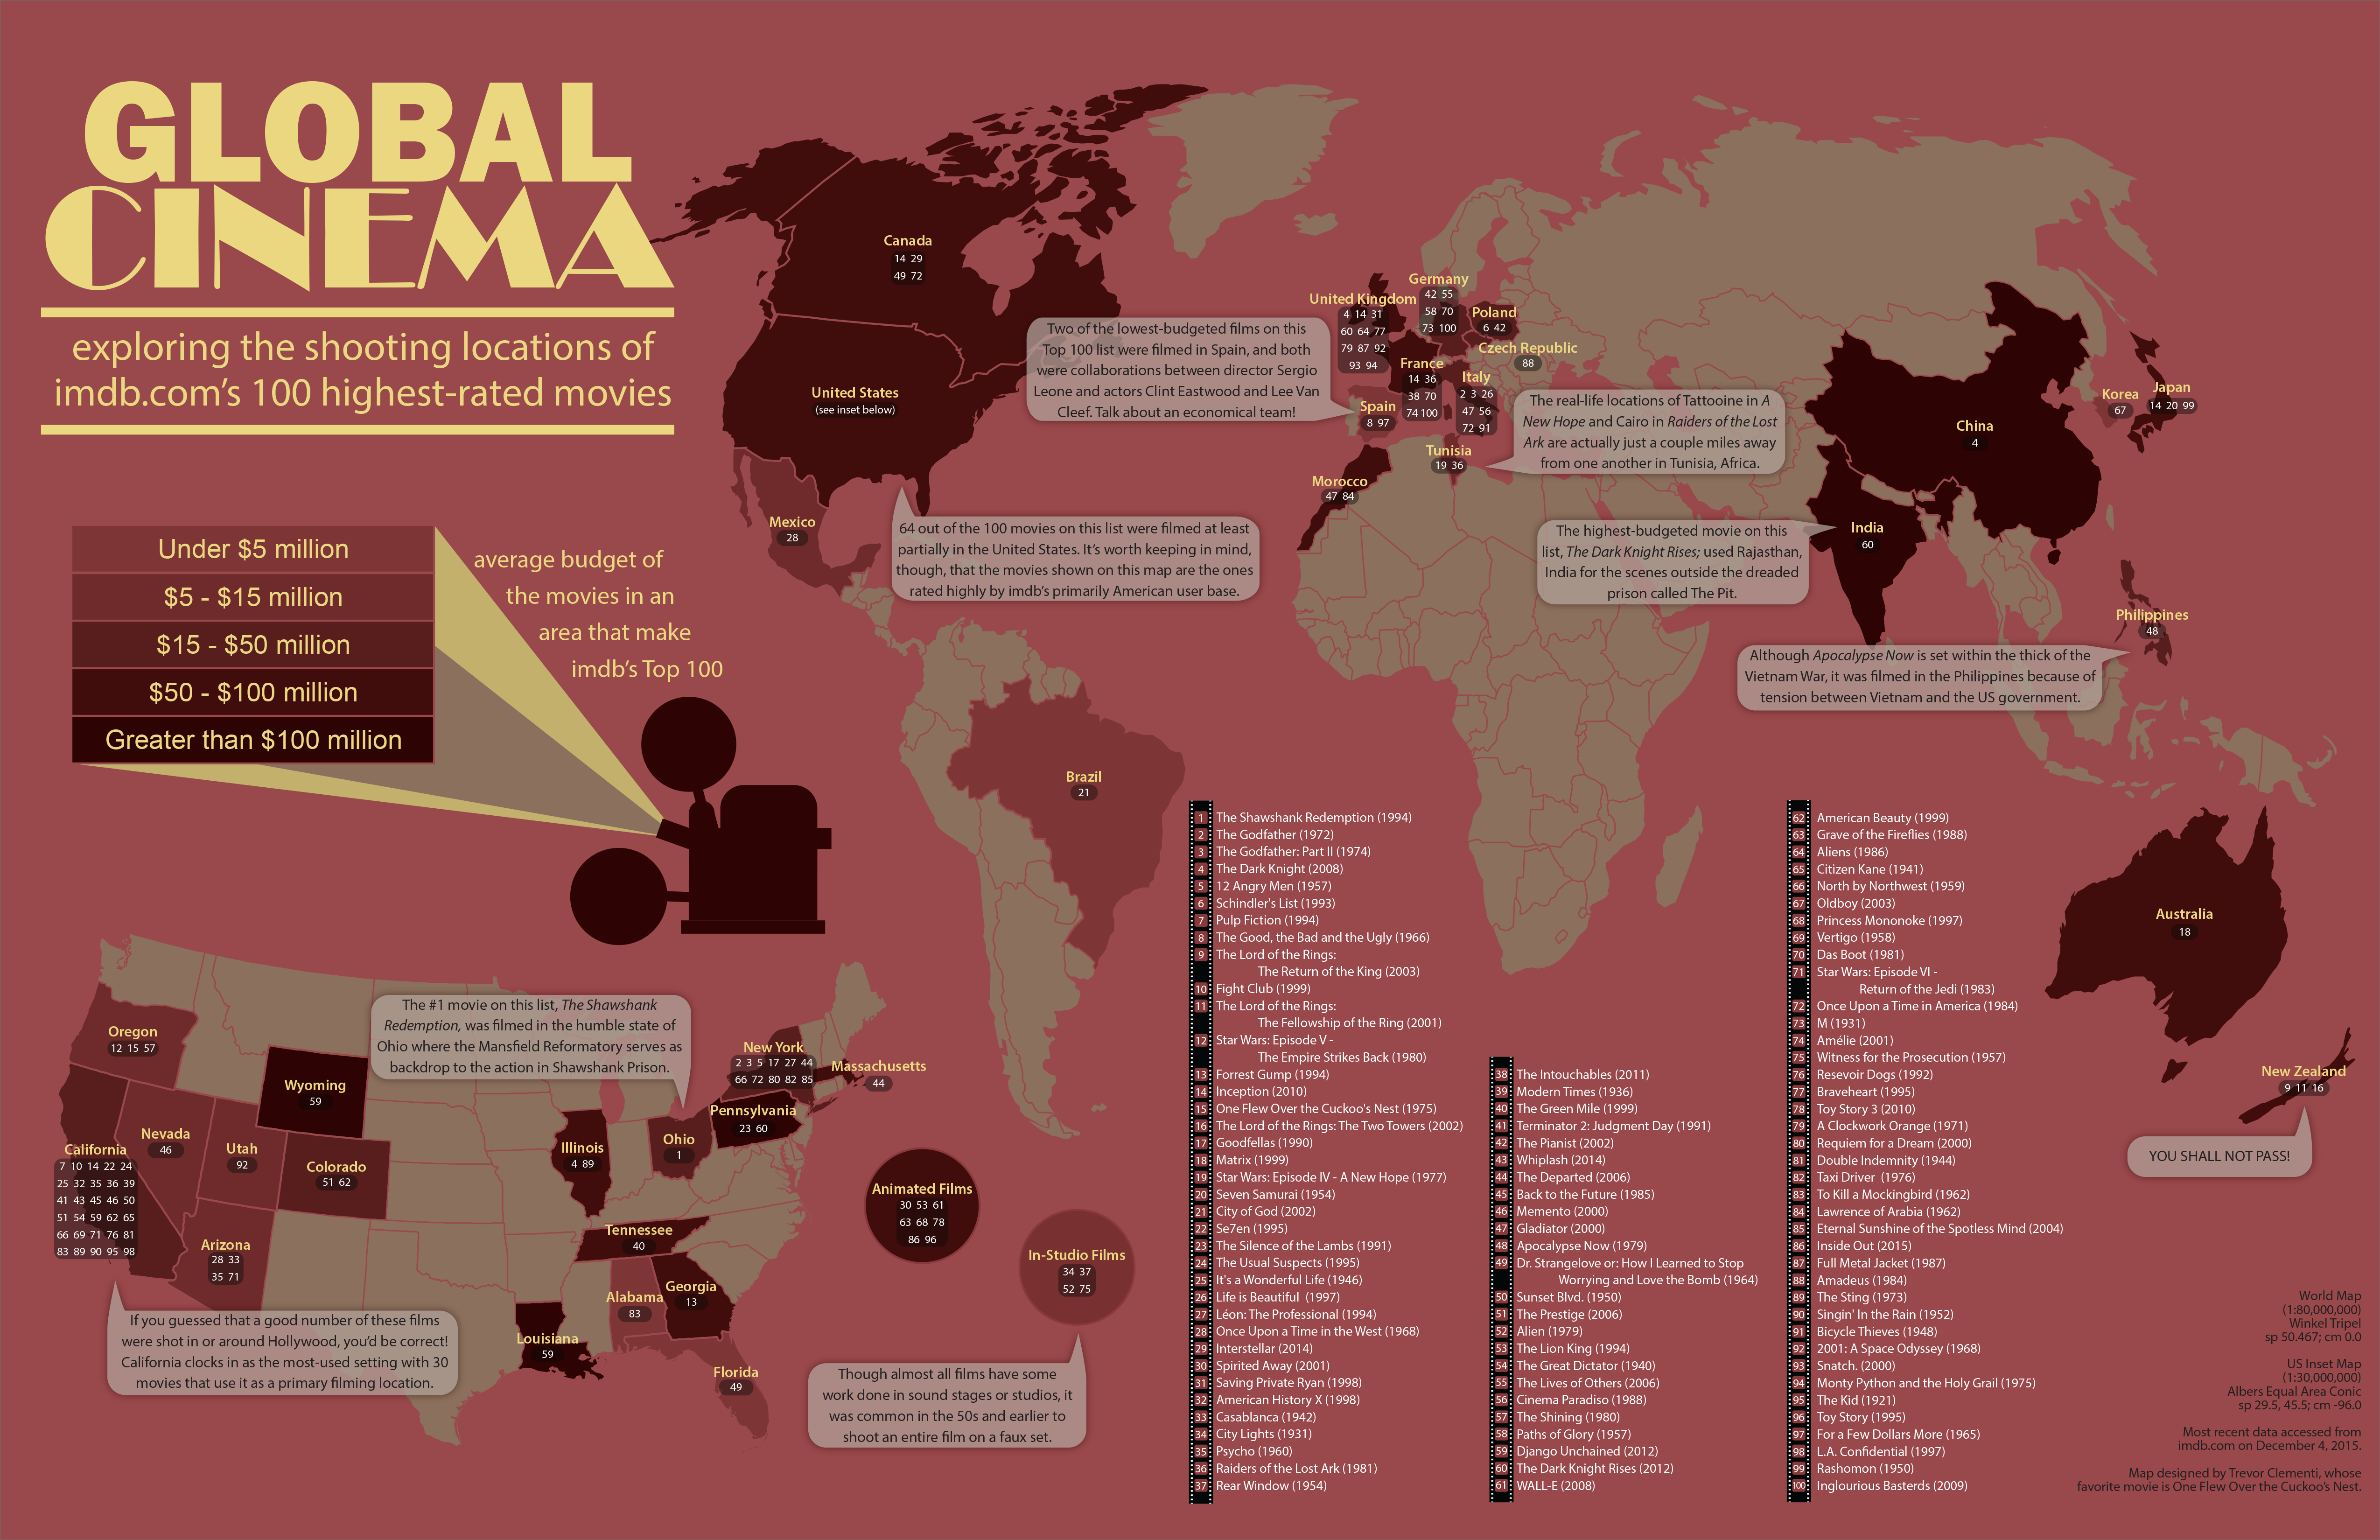 GLOBAL
CINEMA
exploring the shooting locations of
imdb.com's 100 highest-rated movies
Under $5 million
$5 - $15 million
$15 - $50 million
$50 - $100 million
Greater than $100 million
average budget of
the movies in an
area that make
imdb's Top 100
Canada
14 29
49 72
United States
(see inset below)
Mexico
28
64 out of the 100 movies on this list were filmed at least
partially in the United States. It's worth keeping in mind,
though, that the movies shown on this map are the ones
rated highly by imdb's primarily American user base.
Brazil
21
Two of the lowest-budgeted films on this
Top 100 list were filmed in Spain, and both
were collaborations between director Sergio
Leone and actors Clint Eastwood and Lee Van
Cleef. Talk about an economical team!
United Kingdom
4 14 31
60 64 77
79 87 92
93 94
Germany
42 55
58 70
73 100
Poland
6 42
Czech Republic
88
France
14 36
38 70
74 100
Italy
2 3 26
47 56
72 91
Spain
8 97
Tunisia
19 36
Morocco
47 84
The real-life locations of Tattooine in A
New Hope and Cairo in Raiders of the Lost
Ark are actually just a couple miles away
from one another in Tunisia, Africa.
Korea
67
Japan
14 20 99
China
4
India
60
The highest-budgeted movie on this
list, The Dark Knight Rises; used Rajasthan,
India for the scenes outside the dreaded
prison called The Pit.
Philippines
48
Although Apocalypse Now is set within the thick of the
Vietnam War, it was filmed in the Philippines because of
tension between Vietnam and the US government.
Australia
18
New Zealand
9 11 16
YOU SHALL NOT PASS!
Oregon
12 15 57
Wyoming
59
Nevada
46
Utah
92
Colorado
51 62
California
7 10 14 22 24
25 32 35 36 39
41 43 45 46 50
51 54 59 62 65
66 69 71 76 81
83 89 90 95 98
Arizona
28 33
35 71
If you guessed that a good number of these films
were shot in or around Hollywood, you'd be correct!
California clocks in as the most-used setting with 30
movies that use it as a primary filming location.
The #1 movie on this list, The Shawshank
Redemption, was filmed in the humble state of
Ohio where the Mansfield Reformatory serves as
backdrop to the action in Shawshank Prison.
New York
2 3 5 17 27 44
66 72 80 82 85
Massachusetts
44
Pennsylvania
23 60
Ohio
1
Illinois
4 89
Tennessee
40
Georgia
13
Alabama
83
Louisiana
59
Florida
49
Animated Films
30 53 61
63 68 78
86 96
In-Studio Films
34 37
52 75
Though almost all films have some
work done in sound stages or studios, it
was common in the 50s and earlier to
shoot an entire film on a faux set.
1 The Shawshank Redemption (1994)
2 The Godfather (1972)
3 The Godfather: Part II (1974)
4 The Dark Knight (2008)
5 12 Angry Men (1957)
6 Schindler's List (1993)
7 Pulp Fiction (1994)
8 The Good, the Bad and the Ugly (1966)
9 The Lord of the Rings:
The Return of the King (2003)
10 Fight Club (1999)
11 The Lord of the Rings:
The Fellowship of the Ring (2001)
12 Star Wars: Episode V -
The Empire Strikes Back (1980)
13 Forrest Gump (1994)
14 Inception (2010)
15 One Flew Over the Cuckoo's Nest (1975)
16 The Lord of the Rings: The Two Towers (2002)
17 Goodfellas (1990)
18 Matrix (1999)
19 Star Wars: Episode IV - A New Hope (1977)
20 Seven Samurai (1954)
21 City of God (2002)
22 Se7en (1995)
23 The Silence of the Lambs (1991)
24 The Usual Suspects (1995)
25 It's a Wonderful Life (1946)
26 Life is Beautiful (1997)
27 Léon: The Professional (1994)
28 Once Upon a Time in the West (1968)
29 Interstellar (2014)
30 Spirited Away (2001)
31 Saving Private Ryan (1998)
32 American History X (1998)
33 Casablanca (1942)
34 City Lights (1931)
35 Psycho (1960)
36 Raiders of the Lost Ark (1981)
37 Rear Window (1954)
38 The Intouchables (2011)
39 Modern Times (1936)
40 The Green Mile (1999)
41 Terminator 2: Judgment Day (1991)
42 The Pianist (2002)
43 Whiplash (2014)
44 The Departed (2006)
45 Back to the Future (1985)
46 Memento (2000)
47 Gladiator (2000)
48 Apocalypse Now (1979)
49 Dr. Strangelove or: How I Learned to Stop
Worrying and Love the Bomb (1964)
50 Sunset Blvd. (1950)
51 The Prestige (2006)
52 Alien (1979)
53 The Lion King (1994)
54 The Great Dictator (1940)
55 The Lives of Others (2006)
56 Cinema Paradiso (1988)
57 The Shining (1980)
58 Paths of Glory (1957)
59 Django Unchained (2012)
60 The Dark Knight Rises (2012)
61 WALL-E (2008)
62 American Beauty (1999)
63 Grave of the Fireflies (1988)
64 Aliens (1986)
65 Citizen Kane (1941)
66 North by Northwest (1959)
67 Oldboy (2003)
68 Princess Mononoke (1997)
69 Vertigo (1958)
70 Das Boot (1981)
71 Star Wars: Episode VI -
Return of the Jedi (1983)
72 Once Upon a Time in America (1984)
73 M (1931)
74 Amélie (2001)
75 Witness for the Prosecution (1957)
76 Resevoir Dogs (1992)
77 Braveheart (1995)
78 Toy Story 3 (2010)
79 A Clockwork Orange (1971)
80 Requiem for a Dream (2000)
81 Double Indemnity (1944)
82 Taxi Driver (1976)
83 To Kill a Mockingbird (1962)
84 Lawrence of Arabia (1962)
85 Eternal Sunshine of the Spotless Mind (2004)
86 Inside Out (2015)
87 Full Metal Jacket (1987)
88 Amadeus (1984)
89 The Sting (1973)
90 Singin' In the Rain (1952)
91 Bicycle Thieves (1948)
92 2001: A Space Odyssey (1968)
93 Snatch. (2000)
94 Monty Python and the Holy Grail (1975)
95 The Kid (1921)
96 Toy Story (1995)
97 For a Few Dollars More (1965)
98 L.A. Confidential (1997)
99 Rashomon (1950)
100 Inglourious Basterds (2009)
World Map
(1:80,000,000)
Winkel Tripel
sp 50.467; cm 0.0
US Inset Map
(1:30,000,000)
Albers Equal Area Conic
sp 29.5, 45.5; cm -96.0
Most recent data accessed from
imdb.com on December 4, 2015.
Map designed by Trevor Clementi, whose
favorite movie is One Flew Over the Cuckoo's Nest.